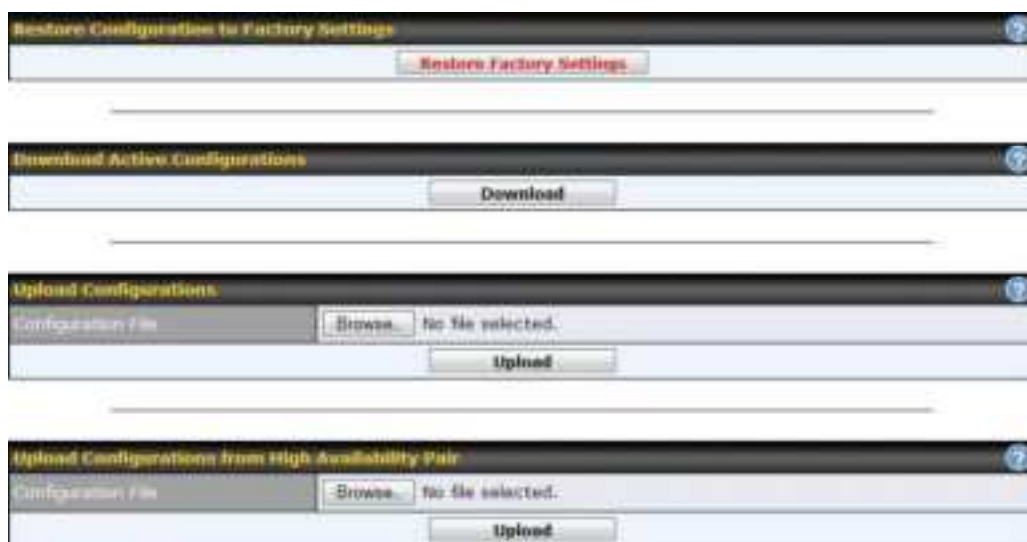 Restore Configuration to Factory Settings
?
Restore Factory Settings
Download Active Configurations
?
Download
Upload Configurations
?
Configuration File
Browse.. No file selected.
Upload
Upload Configurations from High Availability Pair
?
Configuration File
Browse.. No file selected.
Upload